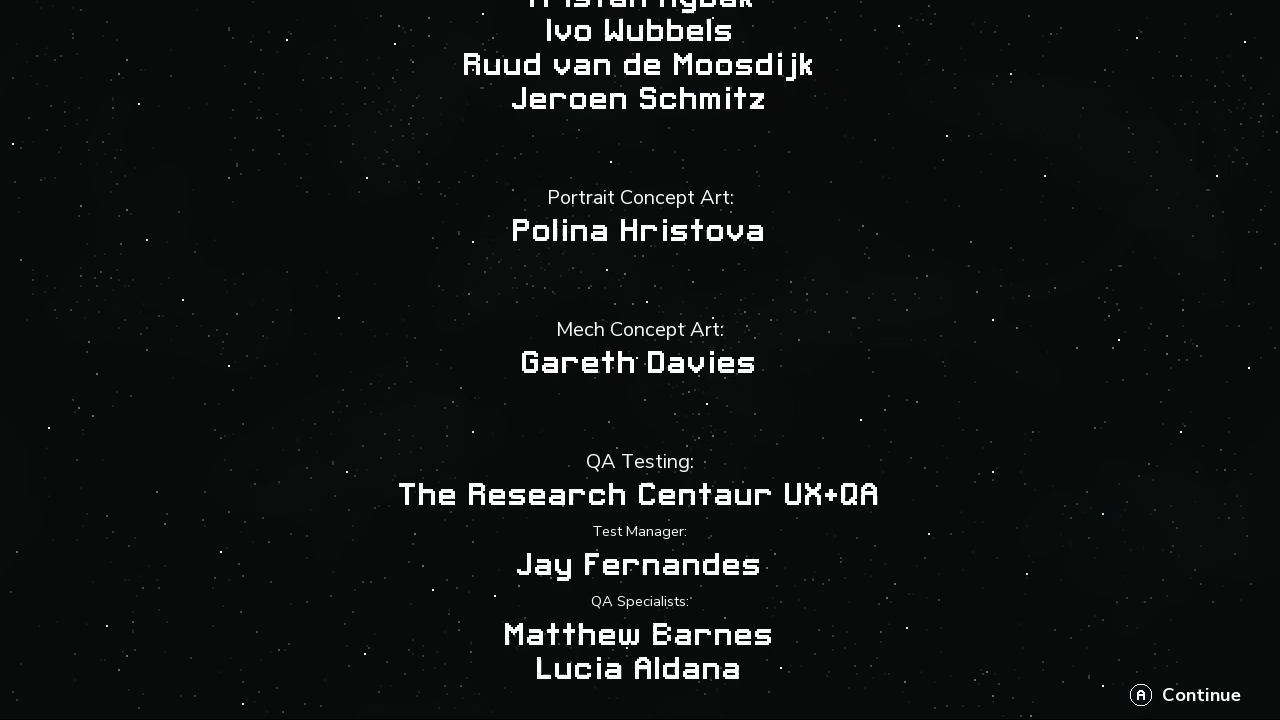 Ivo Wubbels
Ruud van de Moosdijk
Jeroen Schmitz
Portrait Concept Art:
Polina Hristova
Mech Concept Art:
Gareth Davies
QA Testing:
The Research Centaur UX+QA
Test Manager:
Jay Fernandes
QA Specialists:
Matthew Barnes
Lucia Aldana
A Continue